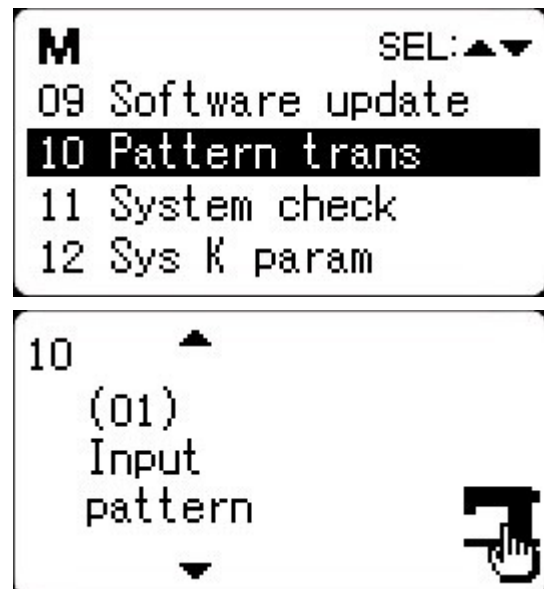 M SEL:▲▼
09 Software update
10 Pattern trans
11 System check
12 Sys K param
10
(01)
Input
pattern